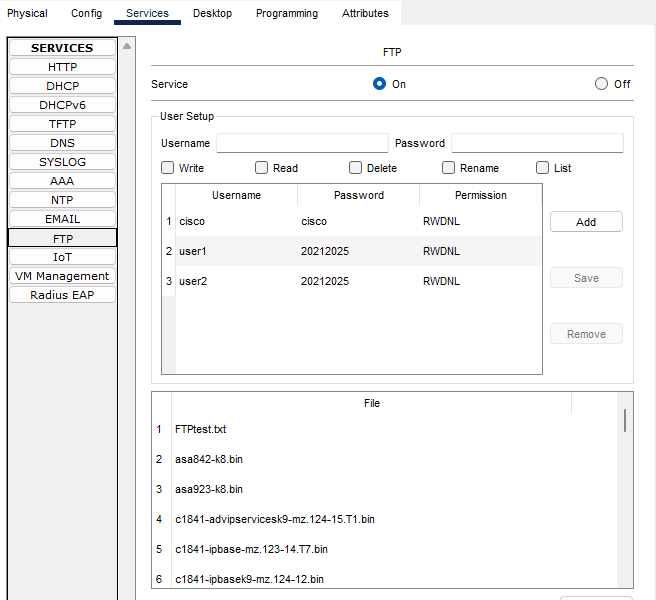 Physical Config Services Desktop Programming Attributes
SERVICES
HTTP
DHCP
DHCPv6
TFTP
DNS
SYSLOG
AAA
NTP
EMAIL
FTP
IoT
VM Management
Radius EAP
FTP
Service On Off
User Setup
Username Password
Write Read Delete Rename List
Username Password Permission
1 cisco cisco RWDNL
2 user1 20212025 RWDNL
3 user2 20212025 RWDNL
Add
Save
Remove
File
1 FTPtest.txt
2 asa842-k8.bin
3 asa923-k8.bin
4 c1841-advipservicesk9-mz.124-15.T1.bin
5 c1841-ipbase-mz.123-14.T7.bin
6 c1841-ipbasek9-mz.124-12.bin